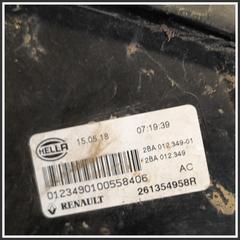 HELLA 15.05.18 07:19:39
2BA 012.349-01
2BA 012.349
AC
0123490100558406
RENAULT 261354958R